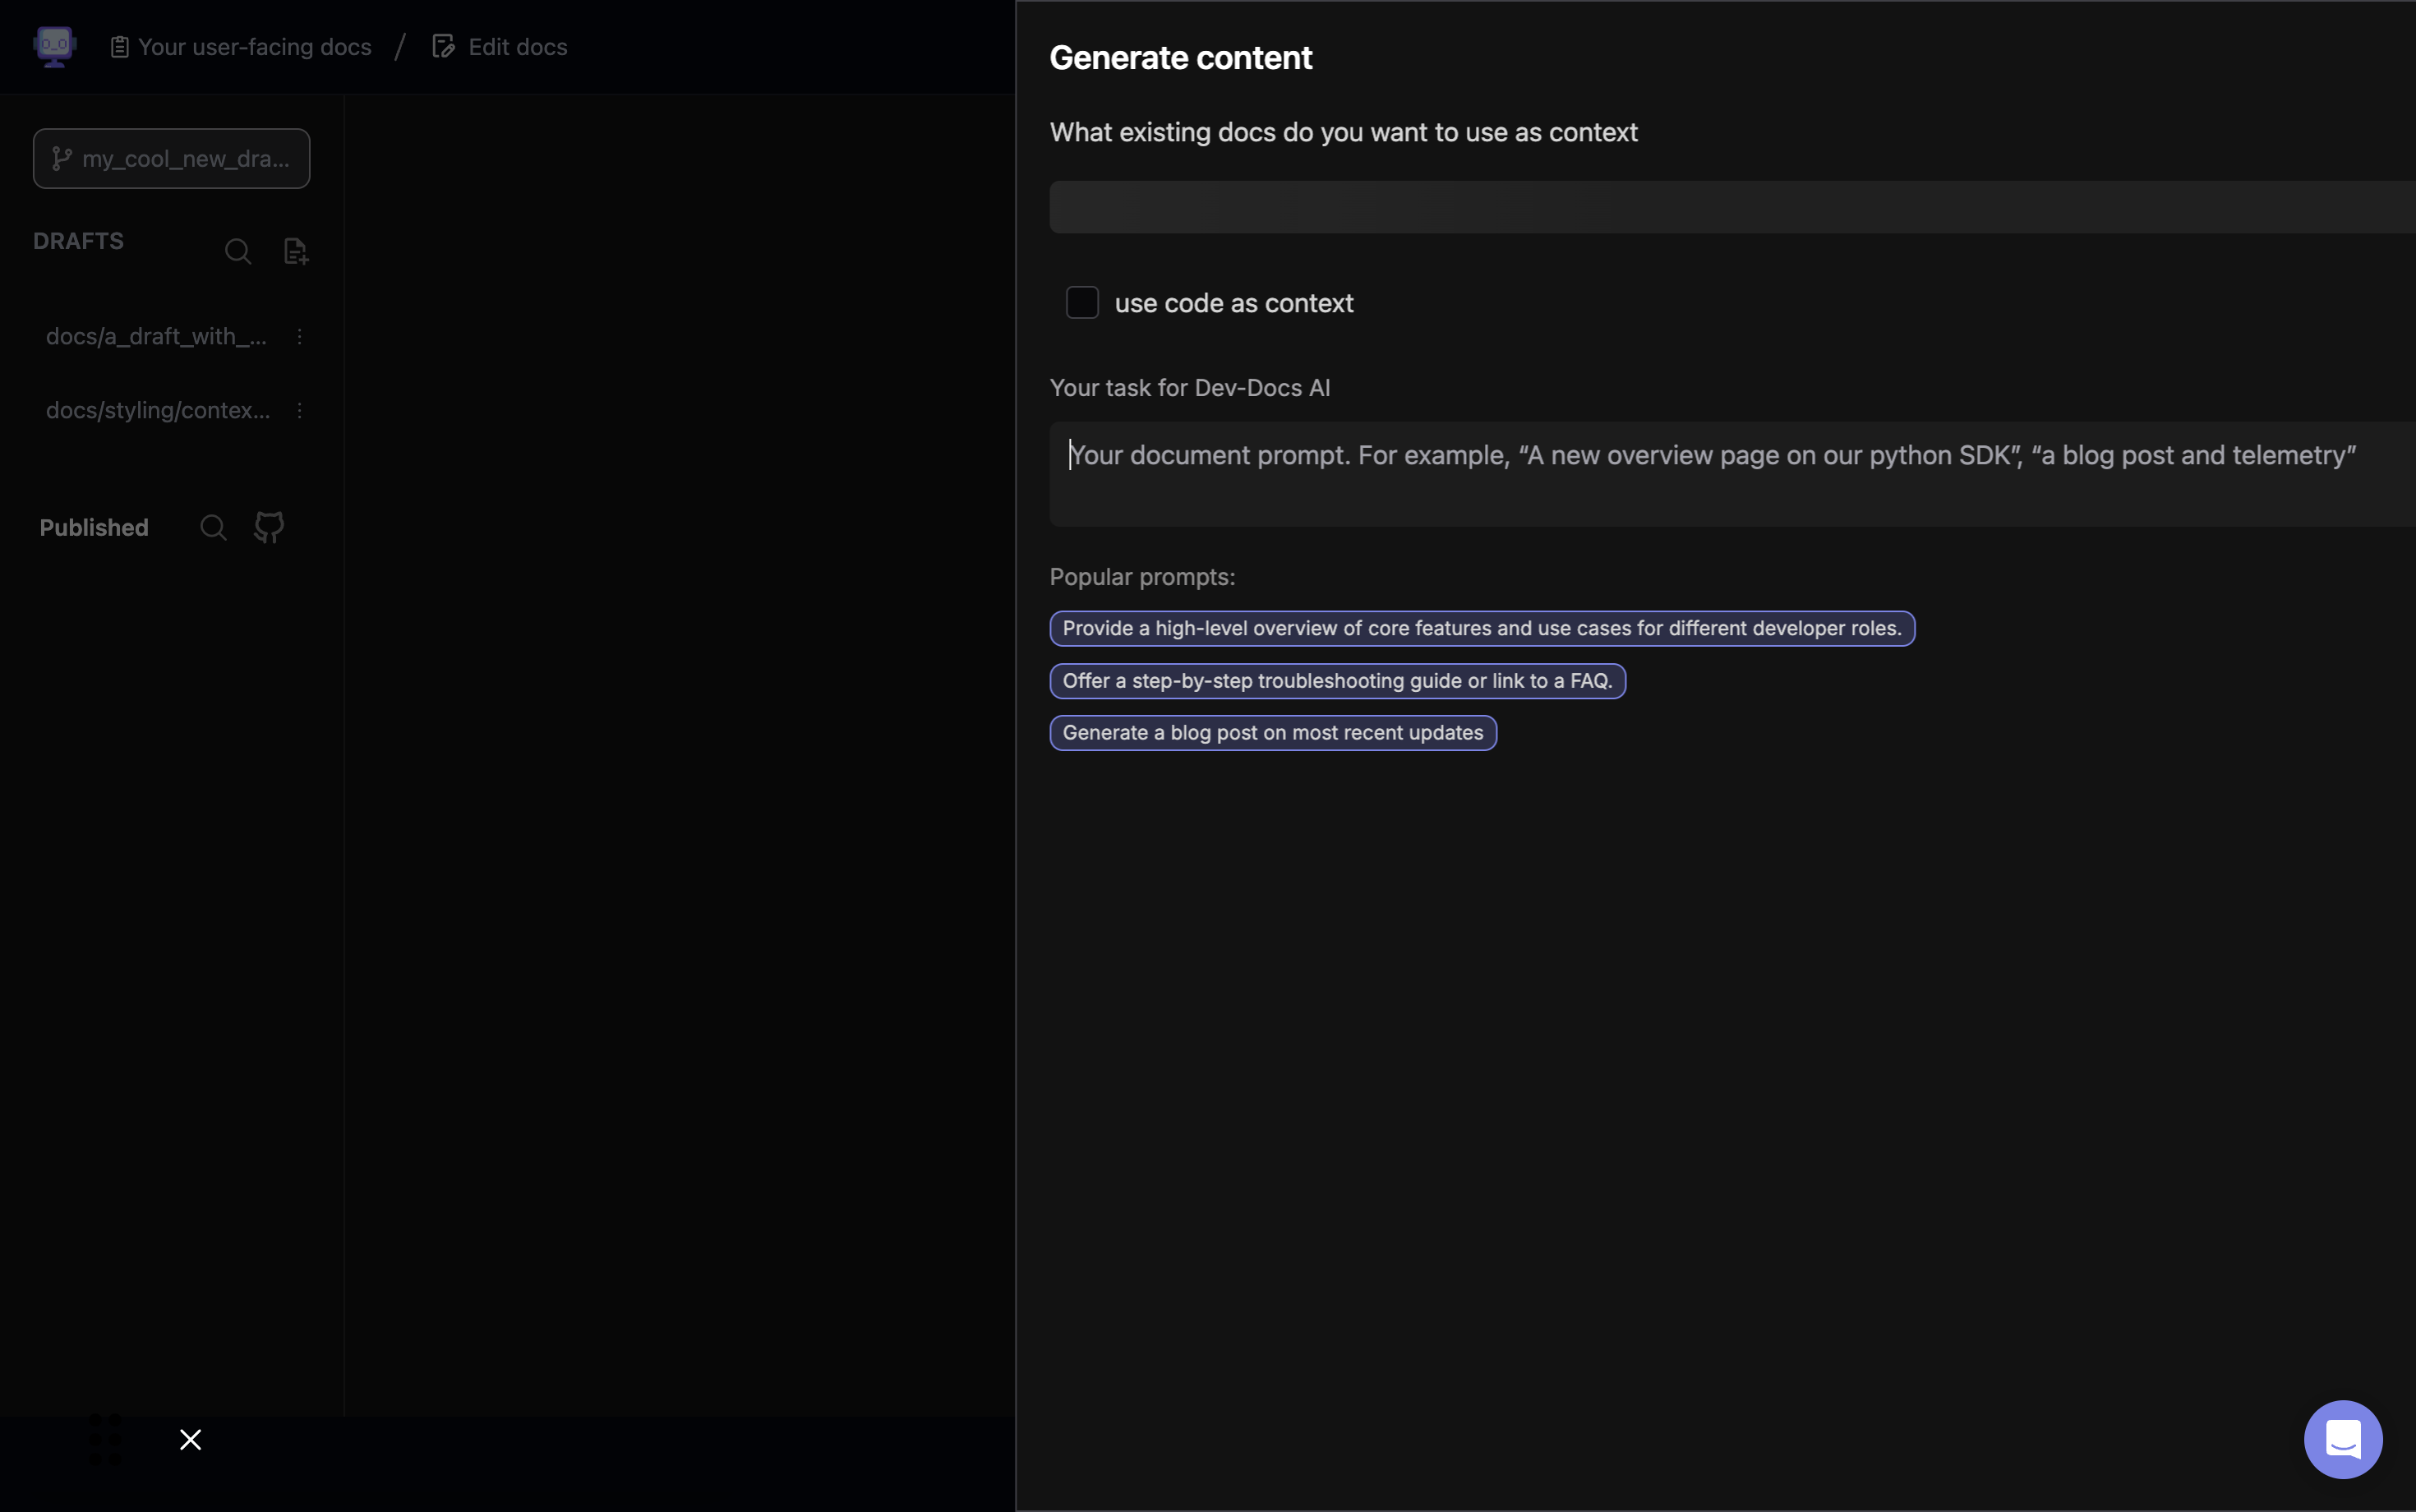 Your user-facing docs / Edit docs
my_cool_new_dra...
DRAFTS
docs/a_draft_with_...
docs/styling/contex...
Published
Generate content
What existing docs do you want to use as context
use code as context
Your task for Dev-Docs AI
Your document prompt. For example, “A new overview page on our python SDK”, “a blog post and telemetry”
Popular prompts:
Provide a high-level overview of core features and use cases for different developer roles.
Offer a step-by-step troubleshooting guide or link to a FAQ.
Generate a blog post on most recent updates